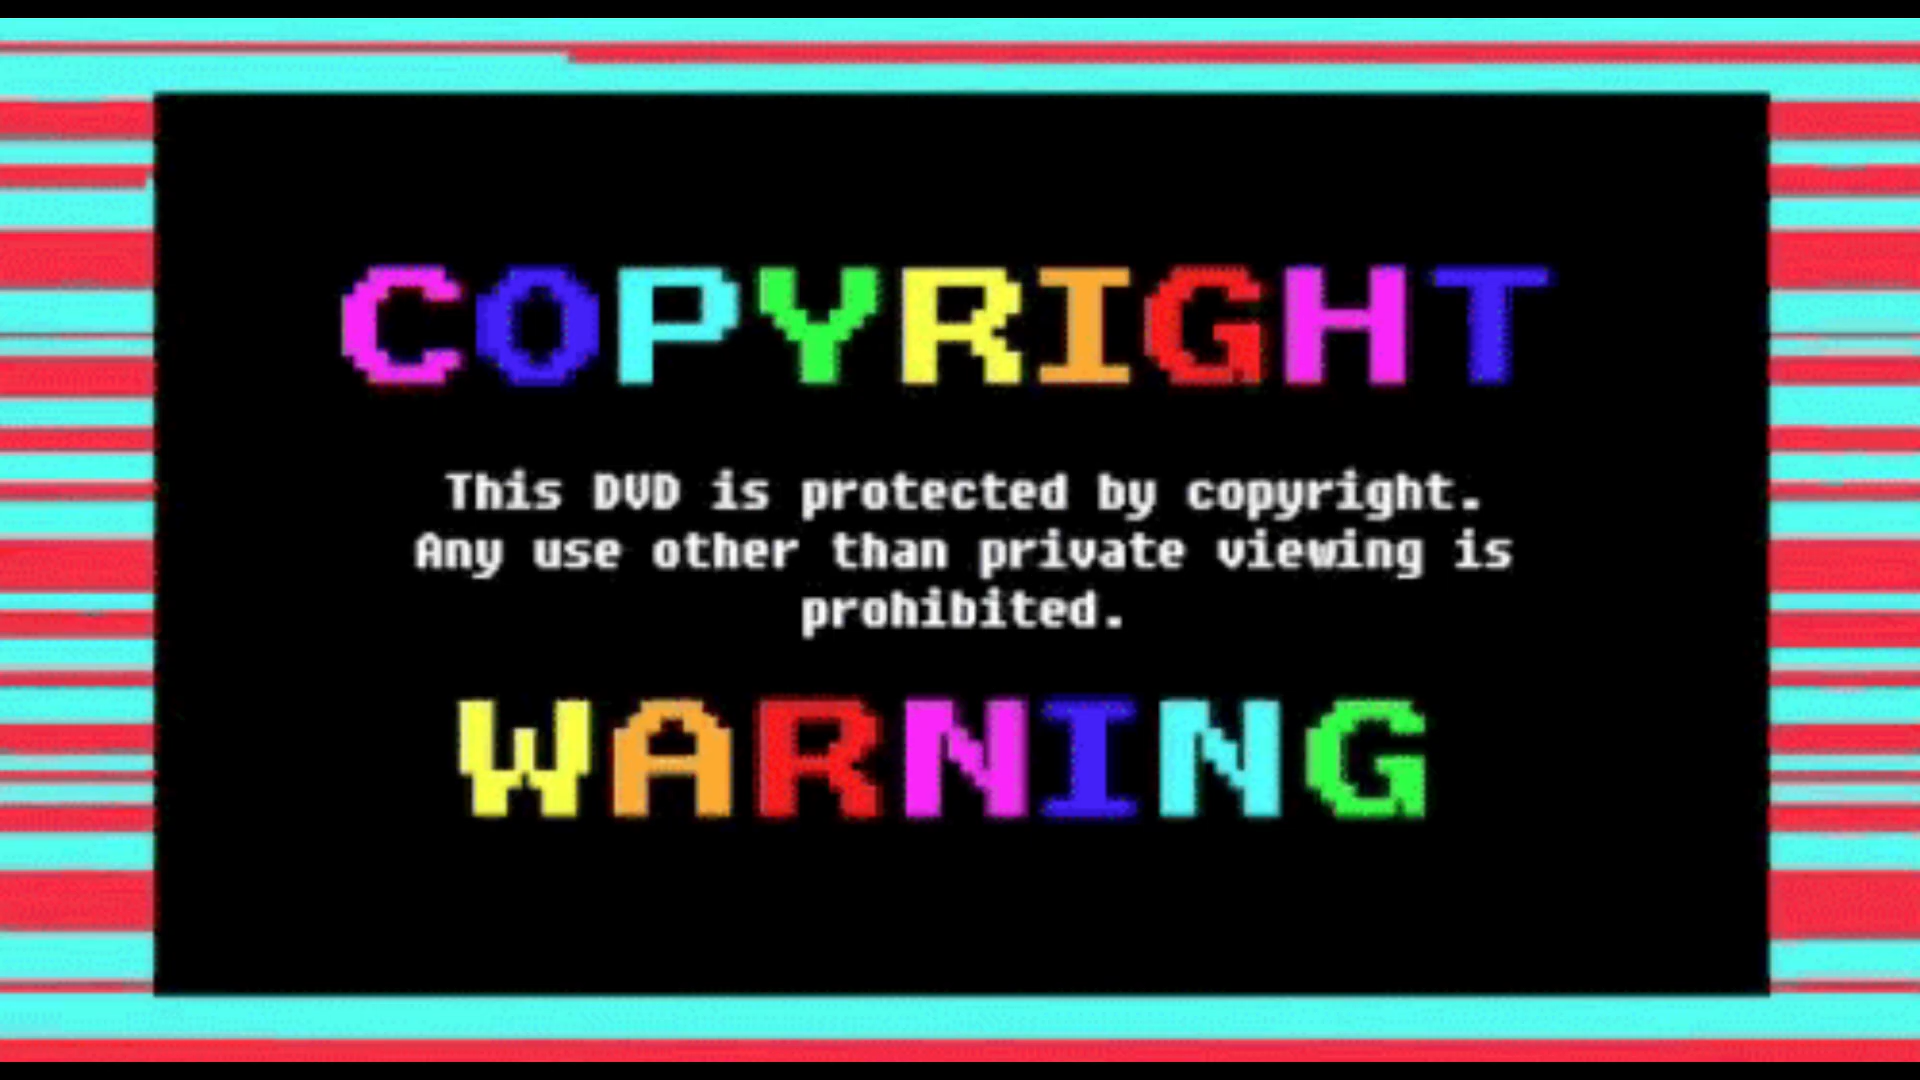 COPYRIGHT
This DVD is protected by copyright.
Any use other than private viewing is
prohibited.
WARNING